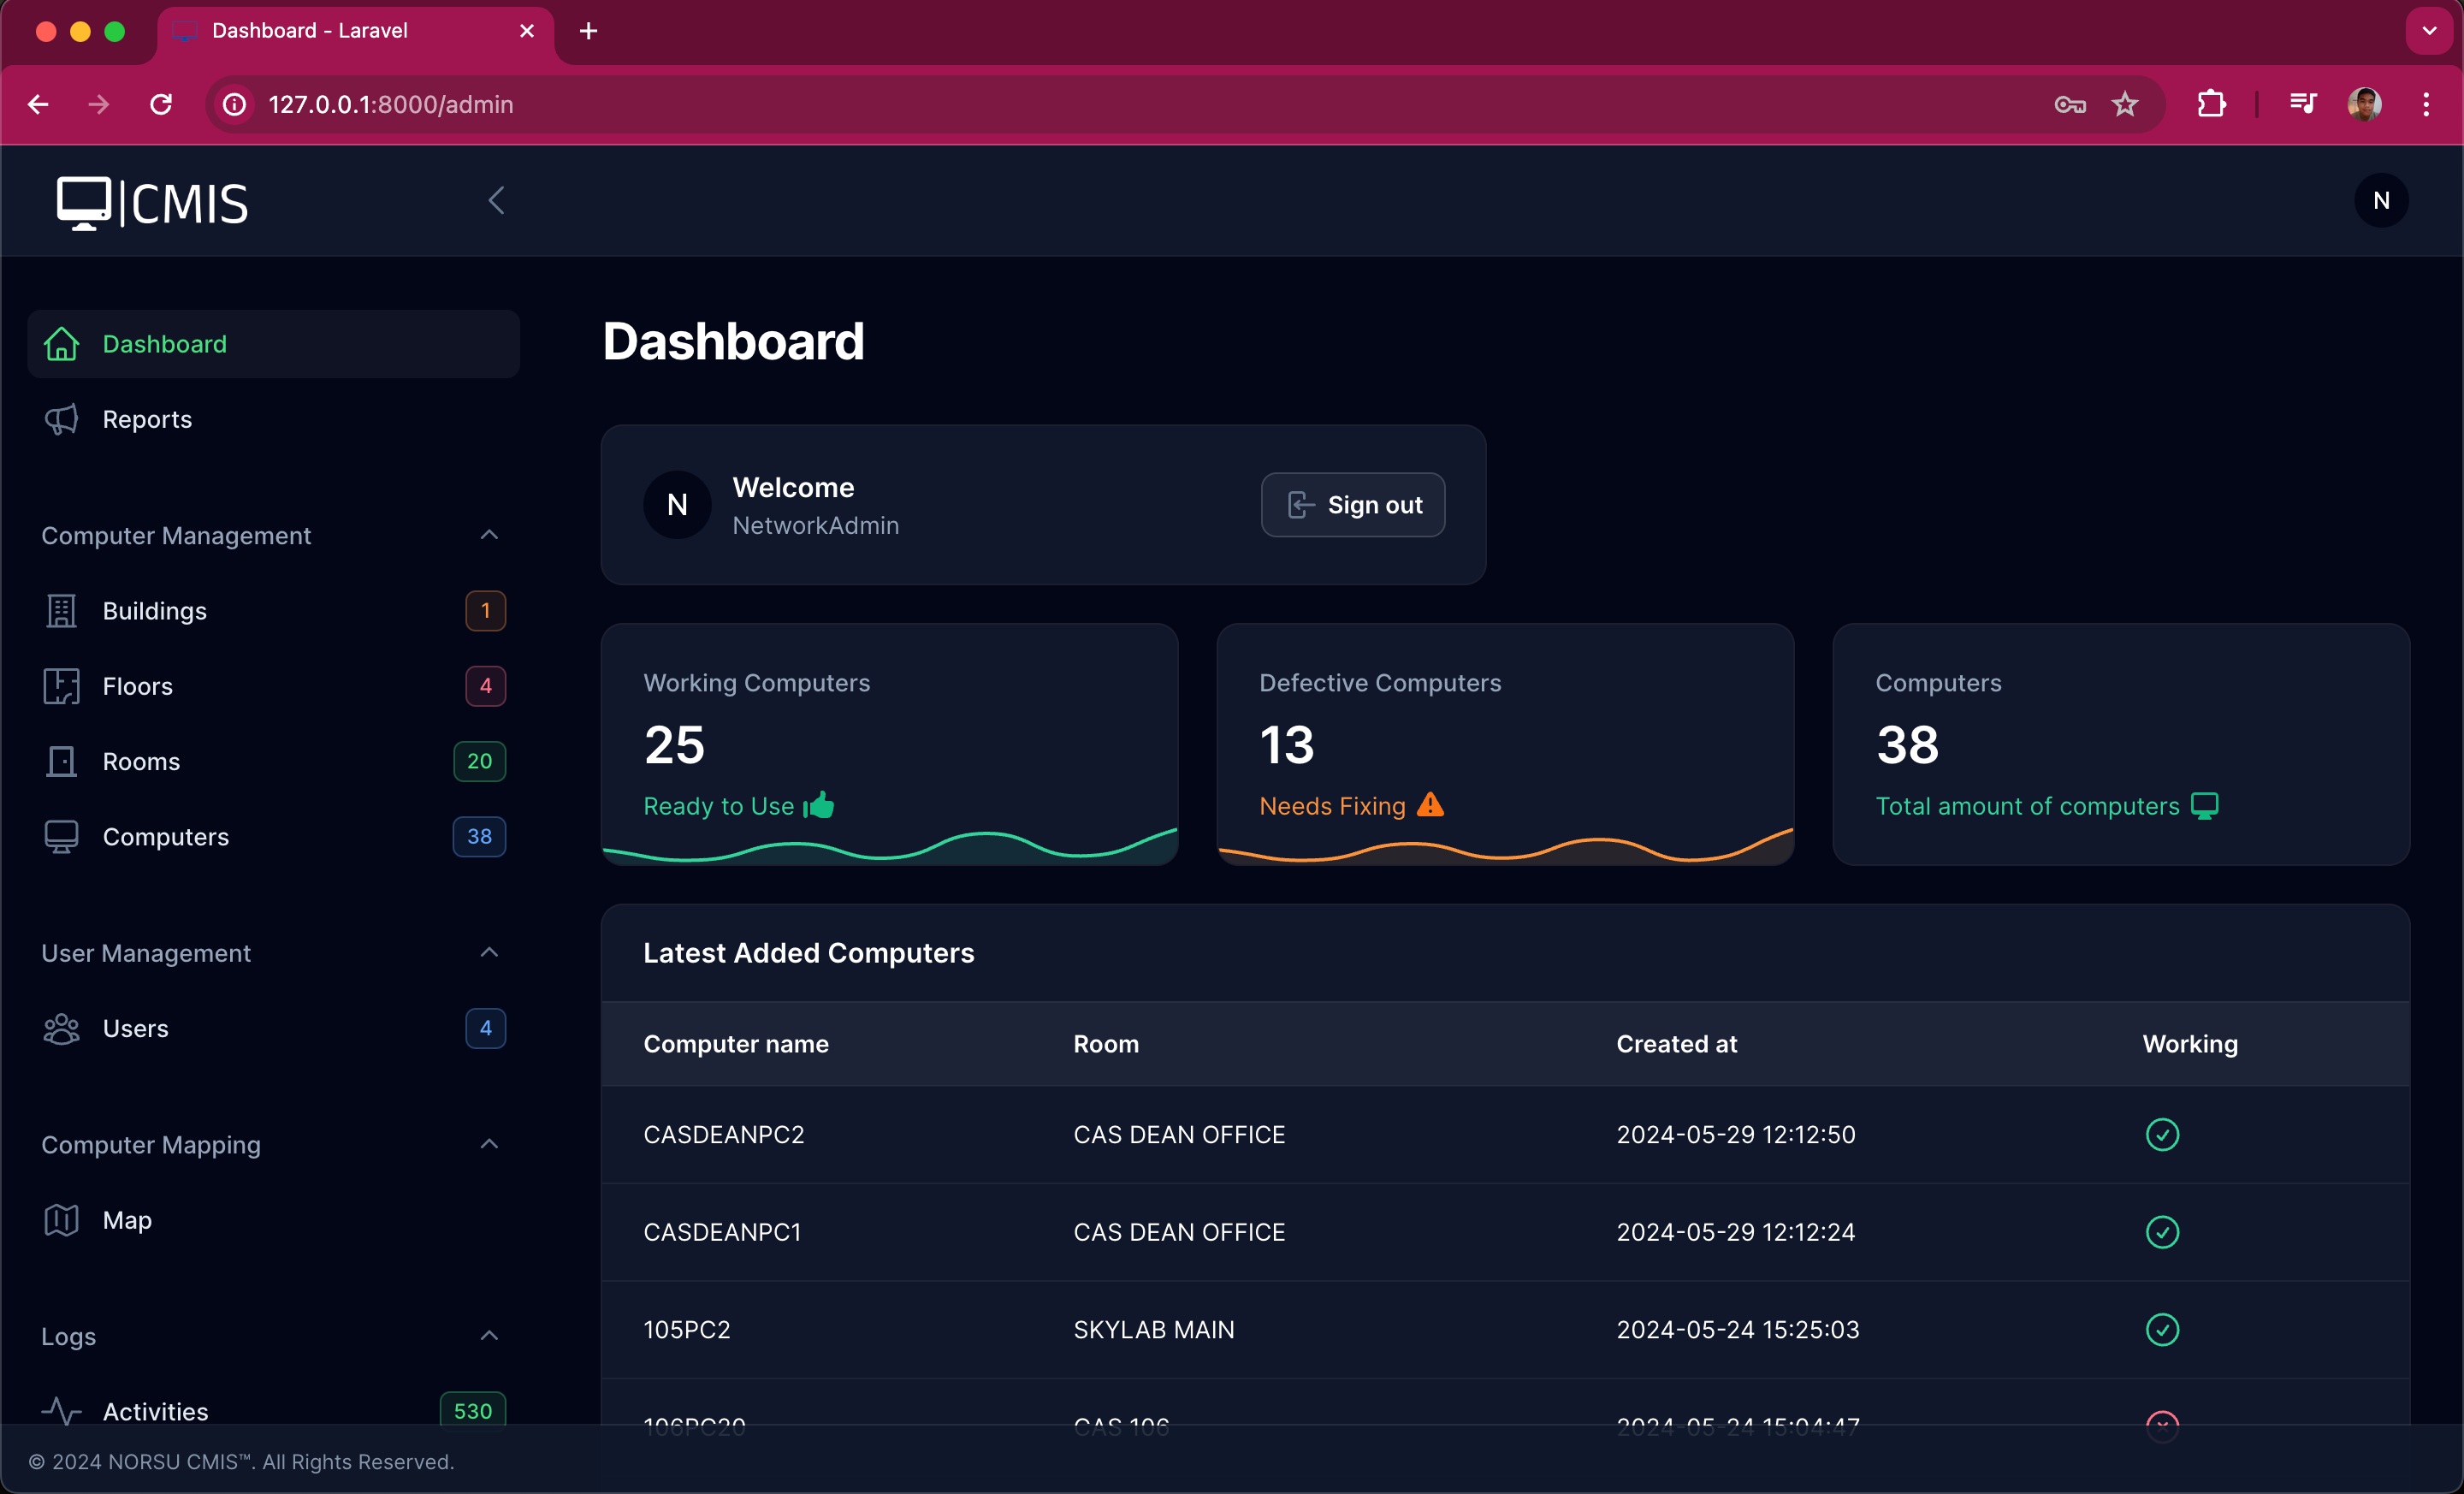 Dashboard - Laravel
127.0.0.1:8000/admin
CMIS
N
Dashboard
Reports
Computer Management
Buildings 1
Floors 4
Rooms 20
Computers 38
User Management
Users 4
Computer Mapping
Map
Logs
Activities 530
Dashboard
N
Welcome
NetworkAdmin
Sign out
Working Computers
25
Ready to Use
Defective Computers
13
Needs Fixing
Computers
38
Total amount of computers
Latest Added Computers
Computer name Room Created at Working
CASDEANPC2 CAS DEAN OFFICE 2024-05-29 12:12:50
CASDEANPC1 CAS DEAN OFFICE 2024-05-29 12:12:24
105PC2 SKYLAB MAIN 2024-05-24 15:25:03
106PC20 CAS 106 2024-05-24 15:04:47
© 2024 NORSU CMIS™. All Rights Reserved.